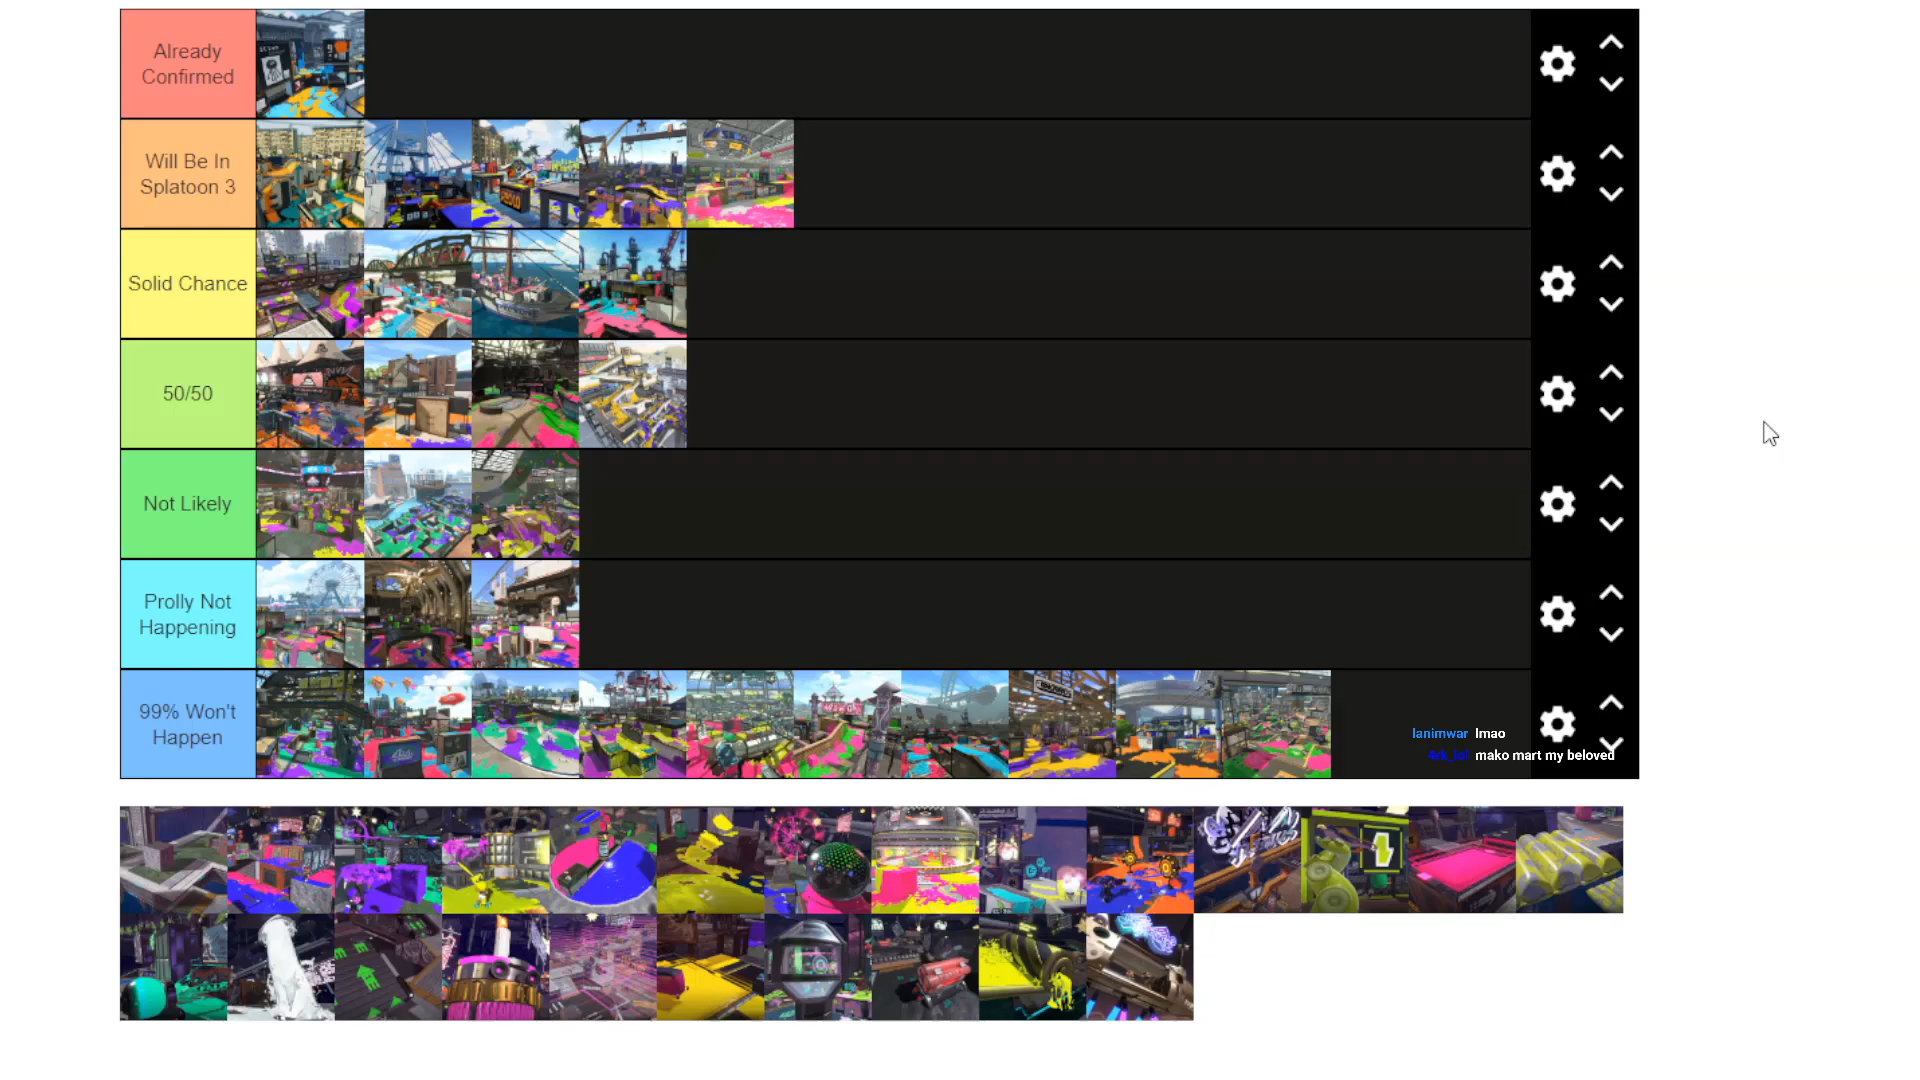 Already
Confirmed
Will Be In
Splatoon 3
Solid Chance
50/50
Not Likely
Prolly Not
Happening
99% Won't
Happen
lanimwar lmao
mako mart my beloved